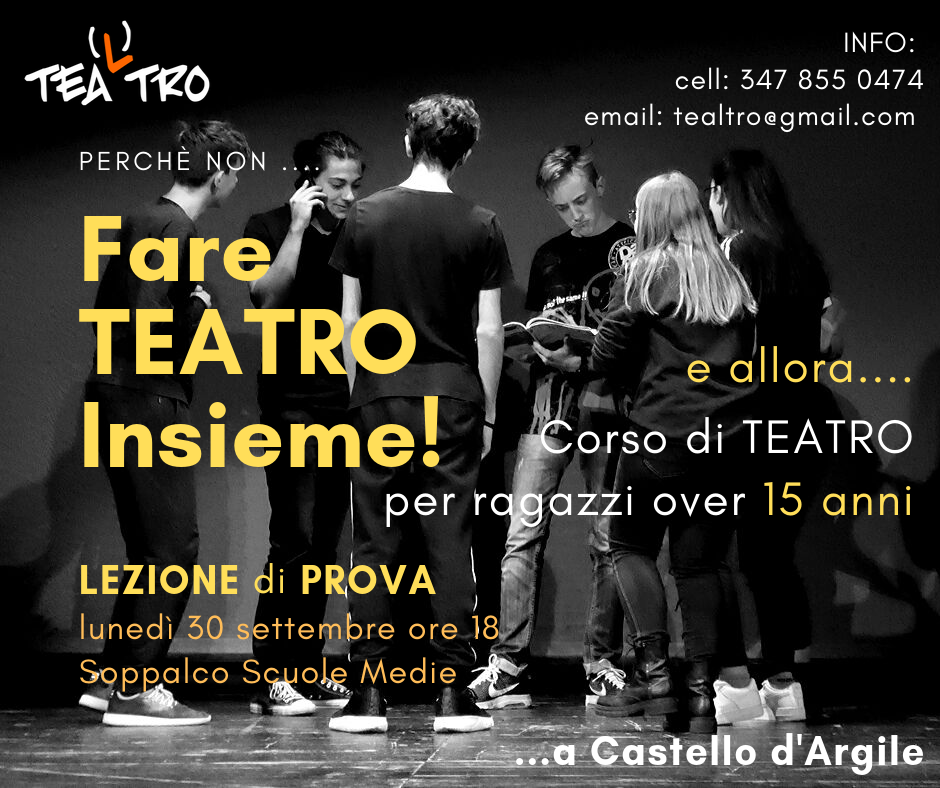 TEA(L)TRO
INFO:
cell: 347 855 0474
email: tealtro@gmail.com
PERCHÈ NON ....
Fare
TEATRO
Insieme!
e allora....
Corso di TEATRO
per ragazzi over 15 anni
LEZIONE di PROVA
lunedì 30 settembre ore 18
Soppalco Scuole Medie
...a Castello d'Argile